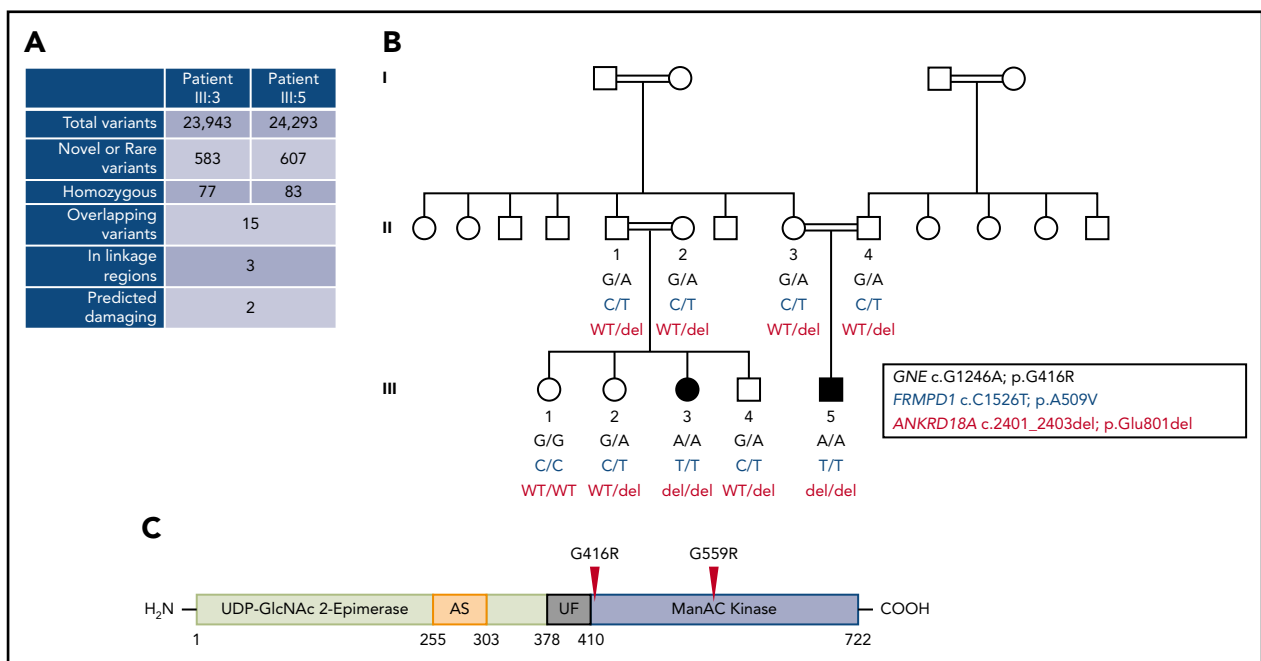 A
Patient III:3
Patient III:5
Total variants
23,943
24,293
Novel or Rare variants
583
607
Homozygous
77
83
Overlapping variants
15
In linkage regions
3
Predicted damaging
2
B
I
II
1
2
3
4
G/A
G/A
G/A
G/A
C/T
C/T
C/T
C/T
WT/del
WT/del
WT/del
WT/del
III
1
2
3
4
5
G/G
G/A
A/A
G/A
A/A
C/C
C/T
T/T
C/T
T/T
WT/WT
WT/del
del/del
WT/del
del/del
GNE c.G1246A; p.G416R
FRMPD1 c.C1526T; p.A509V
ANKRD18A c.2401_2403del; p.Glu801del
C
G416R
G559R
H2N
UDP-GlcNAc 2-Epimerase
AS
UF
ManAC Kinase
COOH
1
255
303
378
410
722